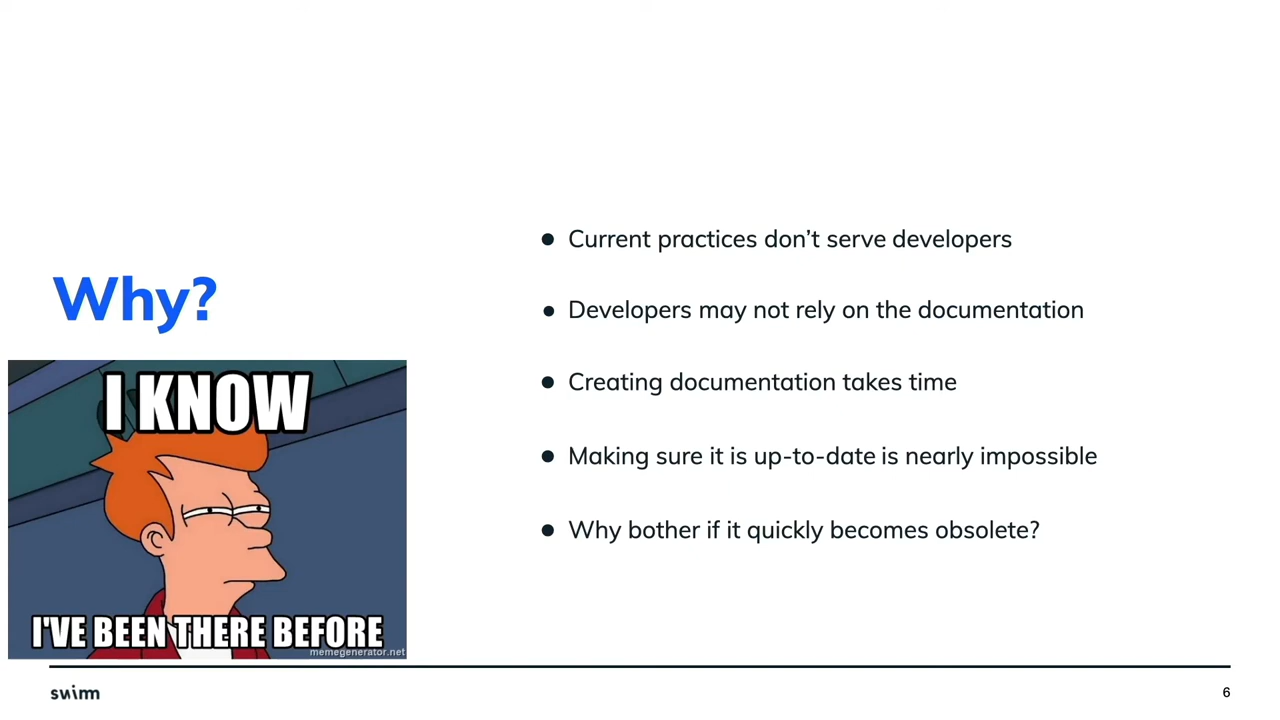 Why?
I KNOW
I'VE BEEN THERE BEFORE
memegenerator.net
● Current practices don’t serve developers
● Developers may not rely on the documentation
● Creating documentation takes time
● Making sure it is up-to-date is nearly impossible
● Why bother if it quickly becomes obsolete?
swimm
6